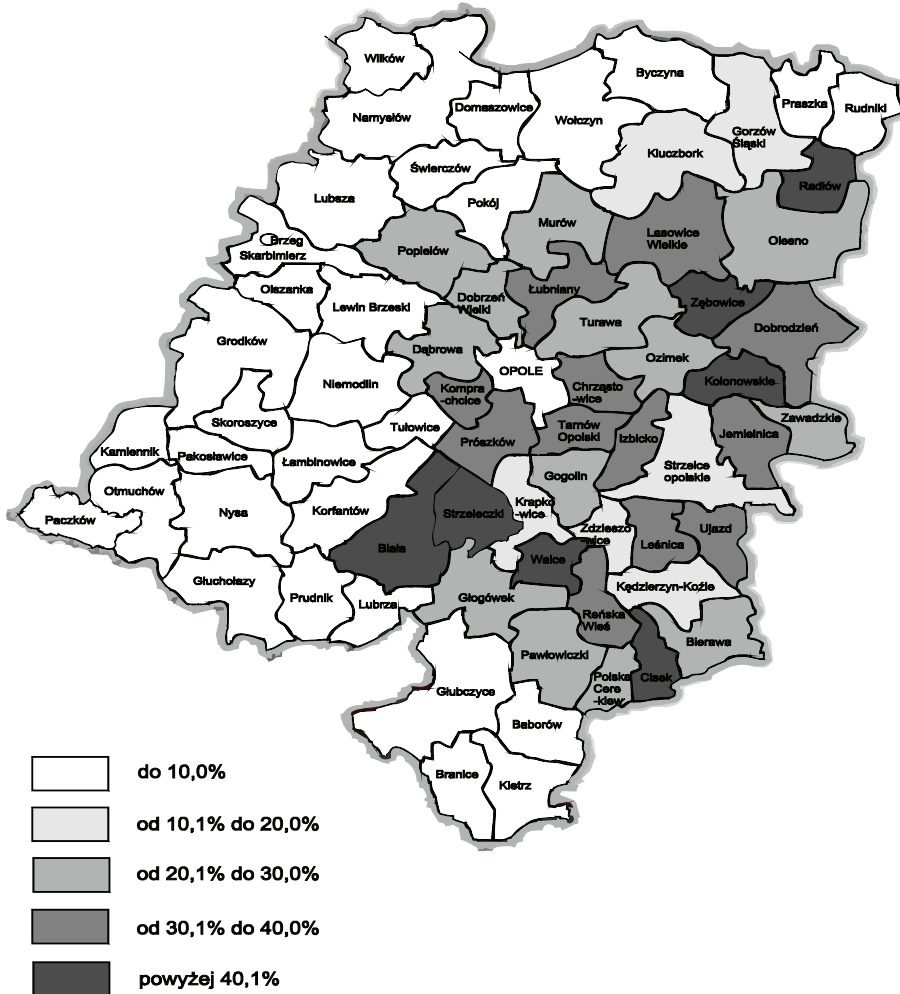 Wilków
Byczyna
Namysłów
Domaszowice
Wołczyn
Praszka
Rudniki
Gorzów
Śląski
Kluczbork
Świerczów
Radłów
Lubsza
Pokój
Murów
Lasowice
Wielkie
Olesno
Brzeg
Skarbimierz
Popielów
Olszanka
Lewin Brzeski
Dobrzeń
Wielki
Łubniany
Zębowice
Turawa
Dobrodzień
Grodków
Dąbrowa
Ozimek
Niemodlin
OPOLE
Kompra
-chcice
Chrząsto
-wice
Kolonowskie
Skoroszyce
Tułowice
Prószków
Tarnów
Opolski
Izbicko
Jemielnica
Zawadzkie
Kamiennik
Pakosławice
Łambinowice
Strzelce
opolskie
Otmuchów
Gogolin
Paczków
Nysa
Korfantów
Strzeleczki
Krapko
-wice
Zdzieszo
-wice
Ujazd
Biała
Walce
Leśnica
Głuchołazy
Prudnik
Lubrza
Głogówek
Kędzierzyn-Koźle
Reńska
Wieś
Bierawa
Pawłowiczki
Polska
Cere
-kiew
Cisek
Głubczyce
Baborów
Branice
Kietrz
do 10,0%
od 10,1% do 20,0%
od 20,1% do 30,0%
od 30,1% do 40,0%
powyżej 40,1%